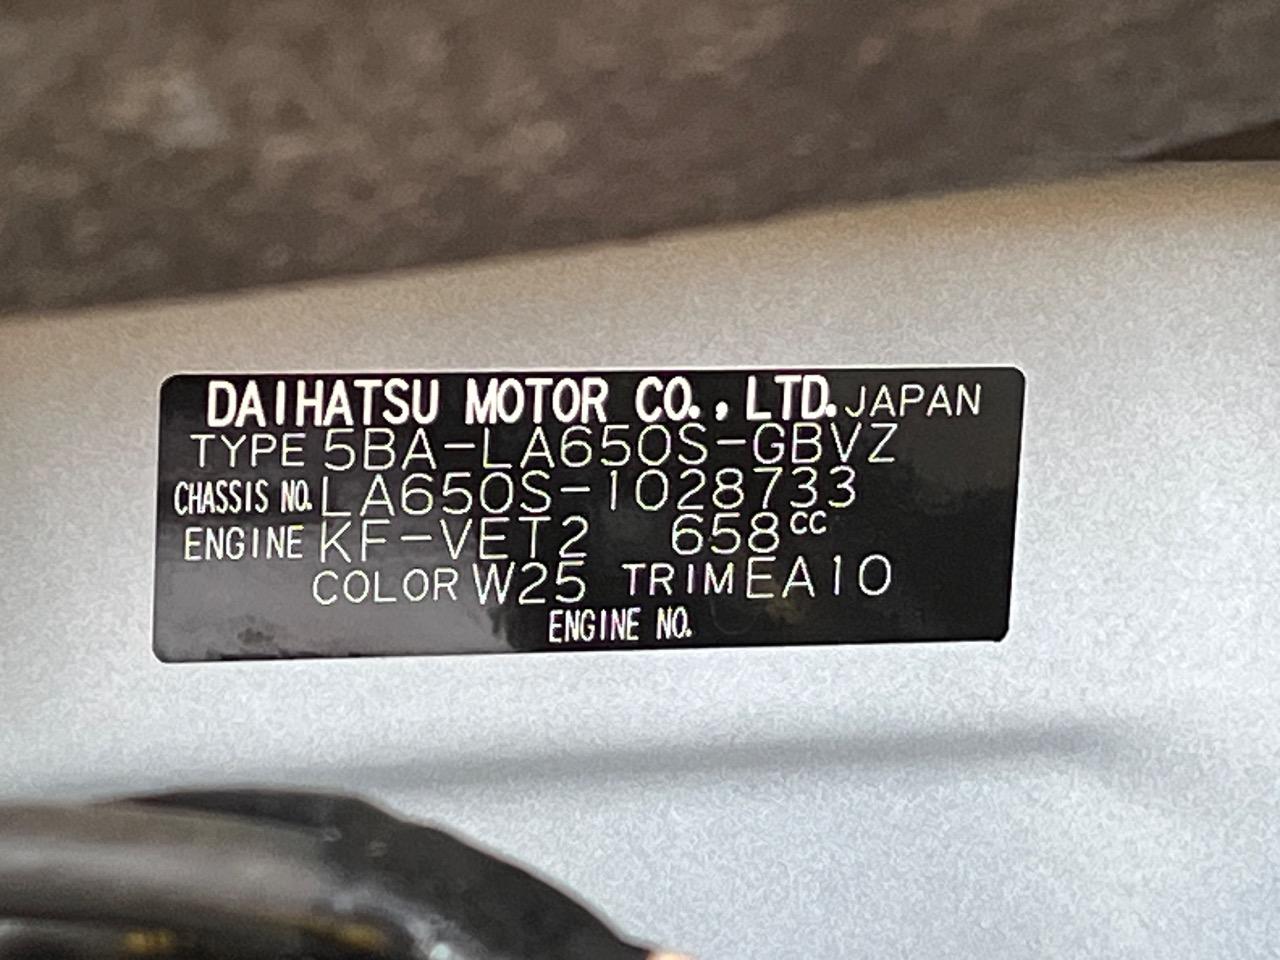 DAIHATSU MOTOR CO., LTD. JAPAN
TYPE 5BA-LA650S-GBVZ
CHASSIS NO. LA650S-1028733
ENGINE KF-VET2 658cc
COLOR W25 TRIM EA10
ENGINE NO.